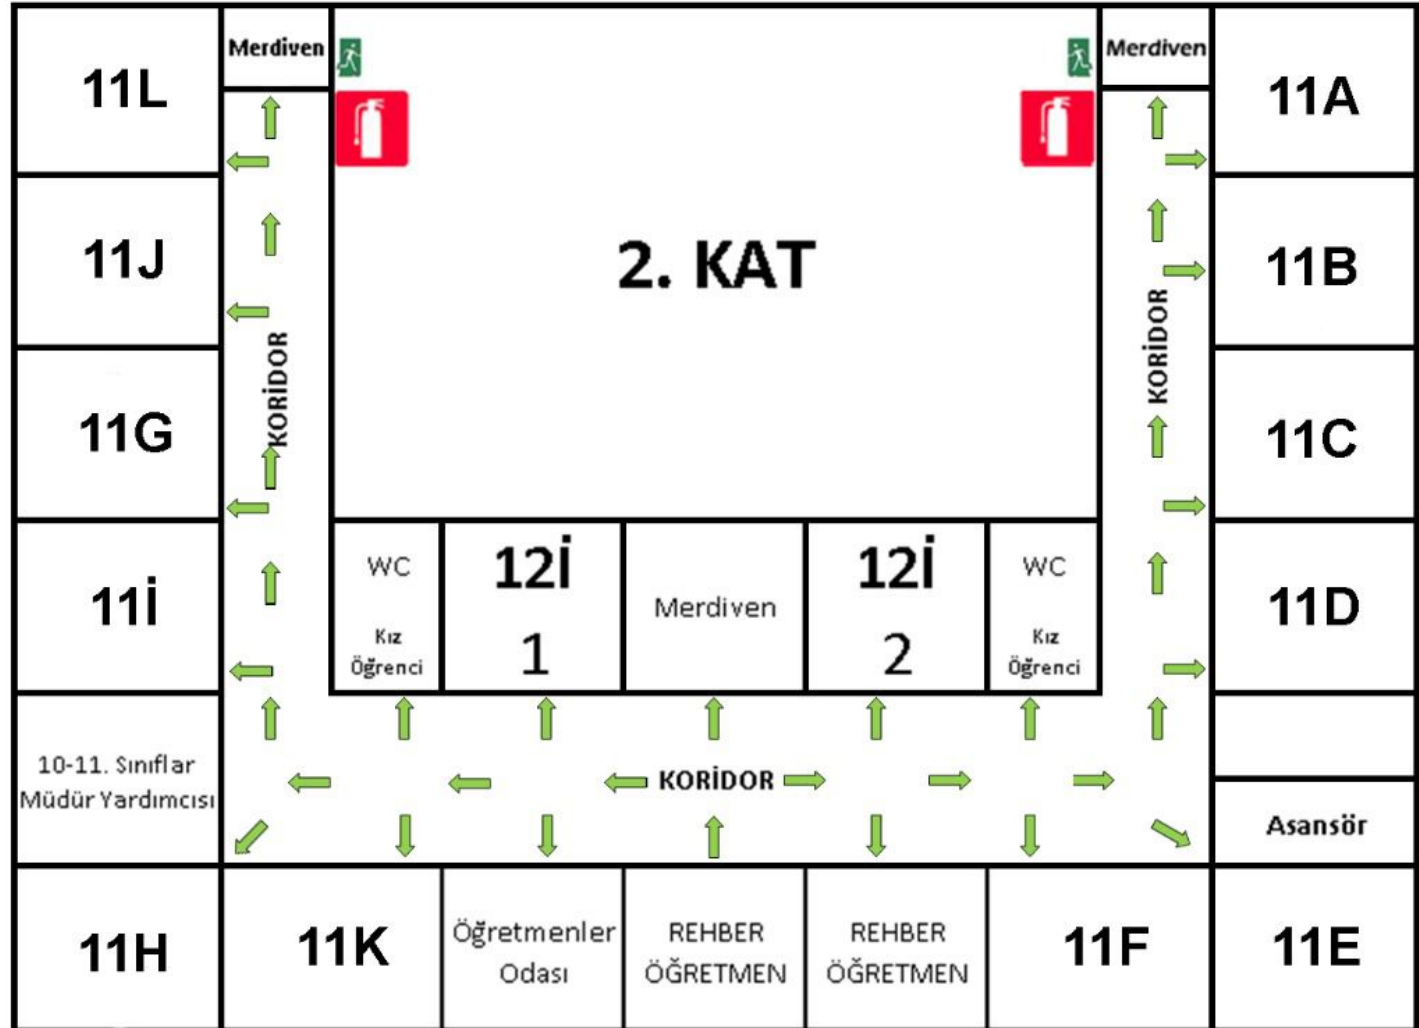 11L
Merdiven
Merdiven
11A
11J
2. KAT
11B
KORİDOR
KORİDOR
11G
11C
11İ
WC
Kız
Öğrenci
12İ
1
Merdiven
12İ
2
WC
Kız
Öğrenci
11D
10-11. Sınıflar
Müdür Yardımcısı
KORİDOR
Asansör
11H
11K
Öğretmenler
Odası
REHBER
ÖĞRETMEN
REHBER
ÖĞRETMEN
11F
11E